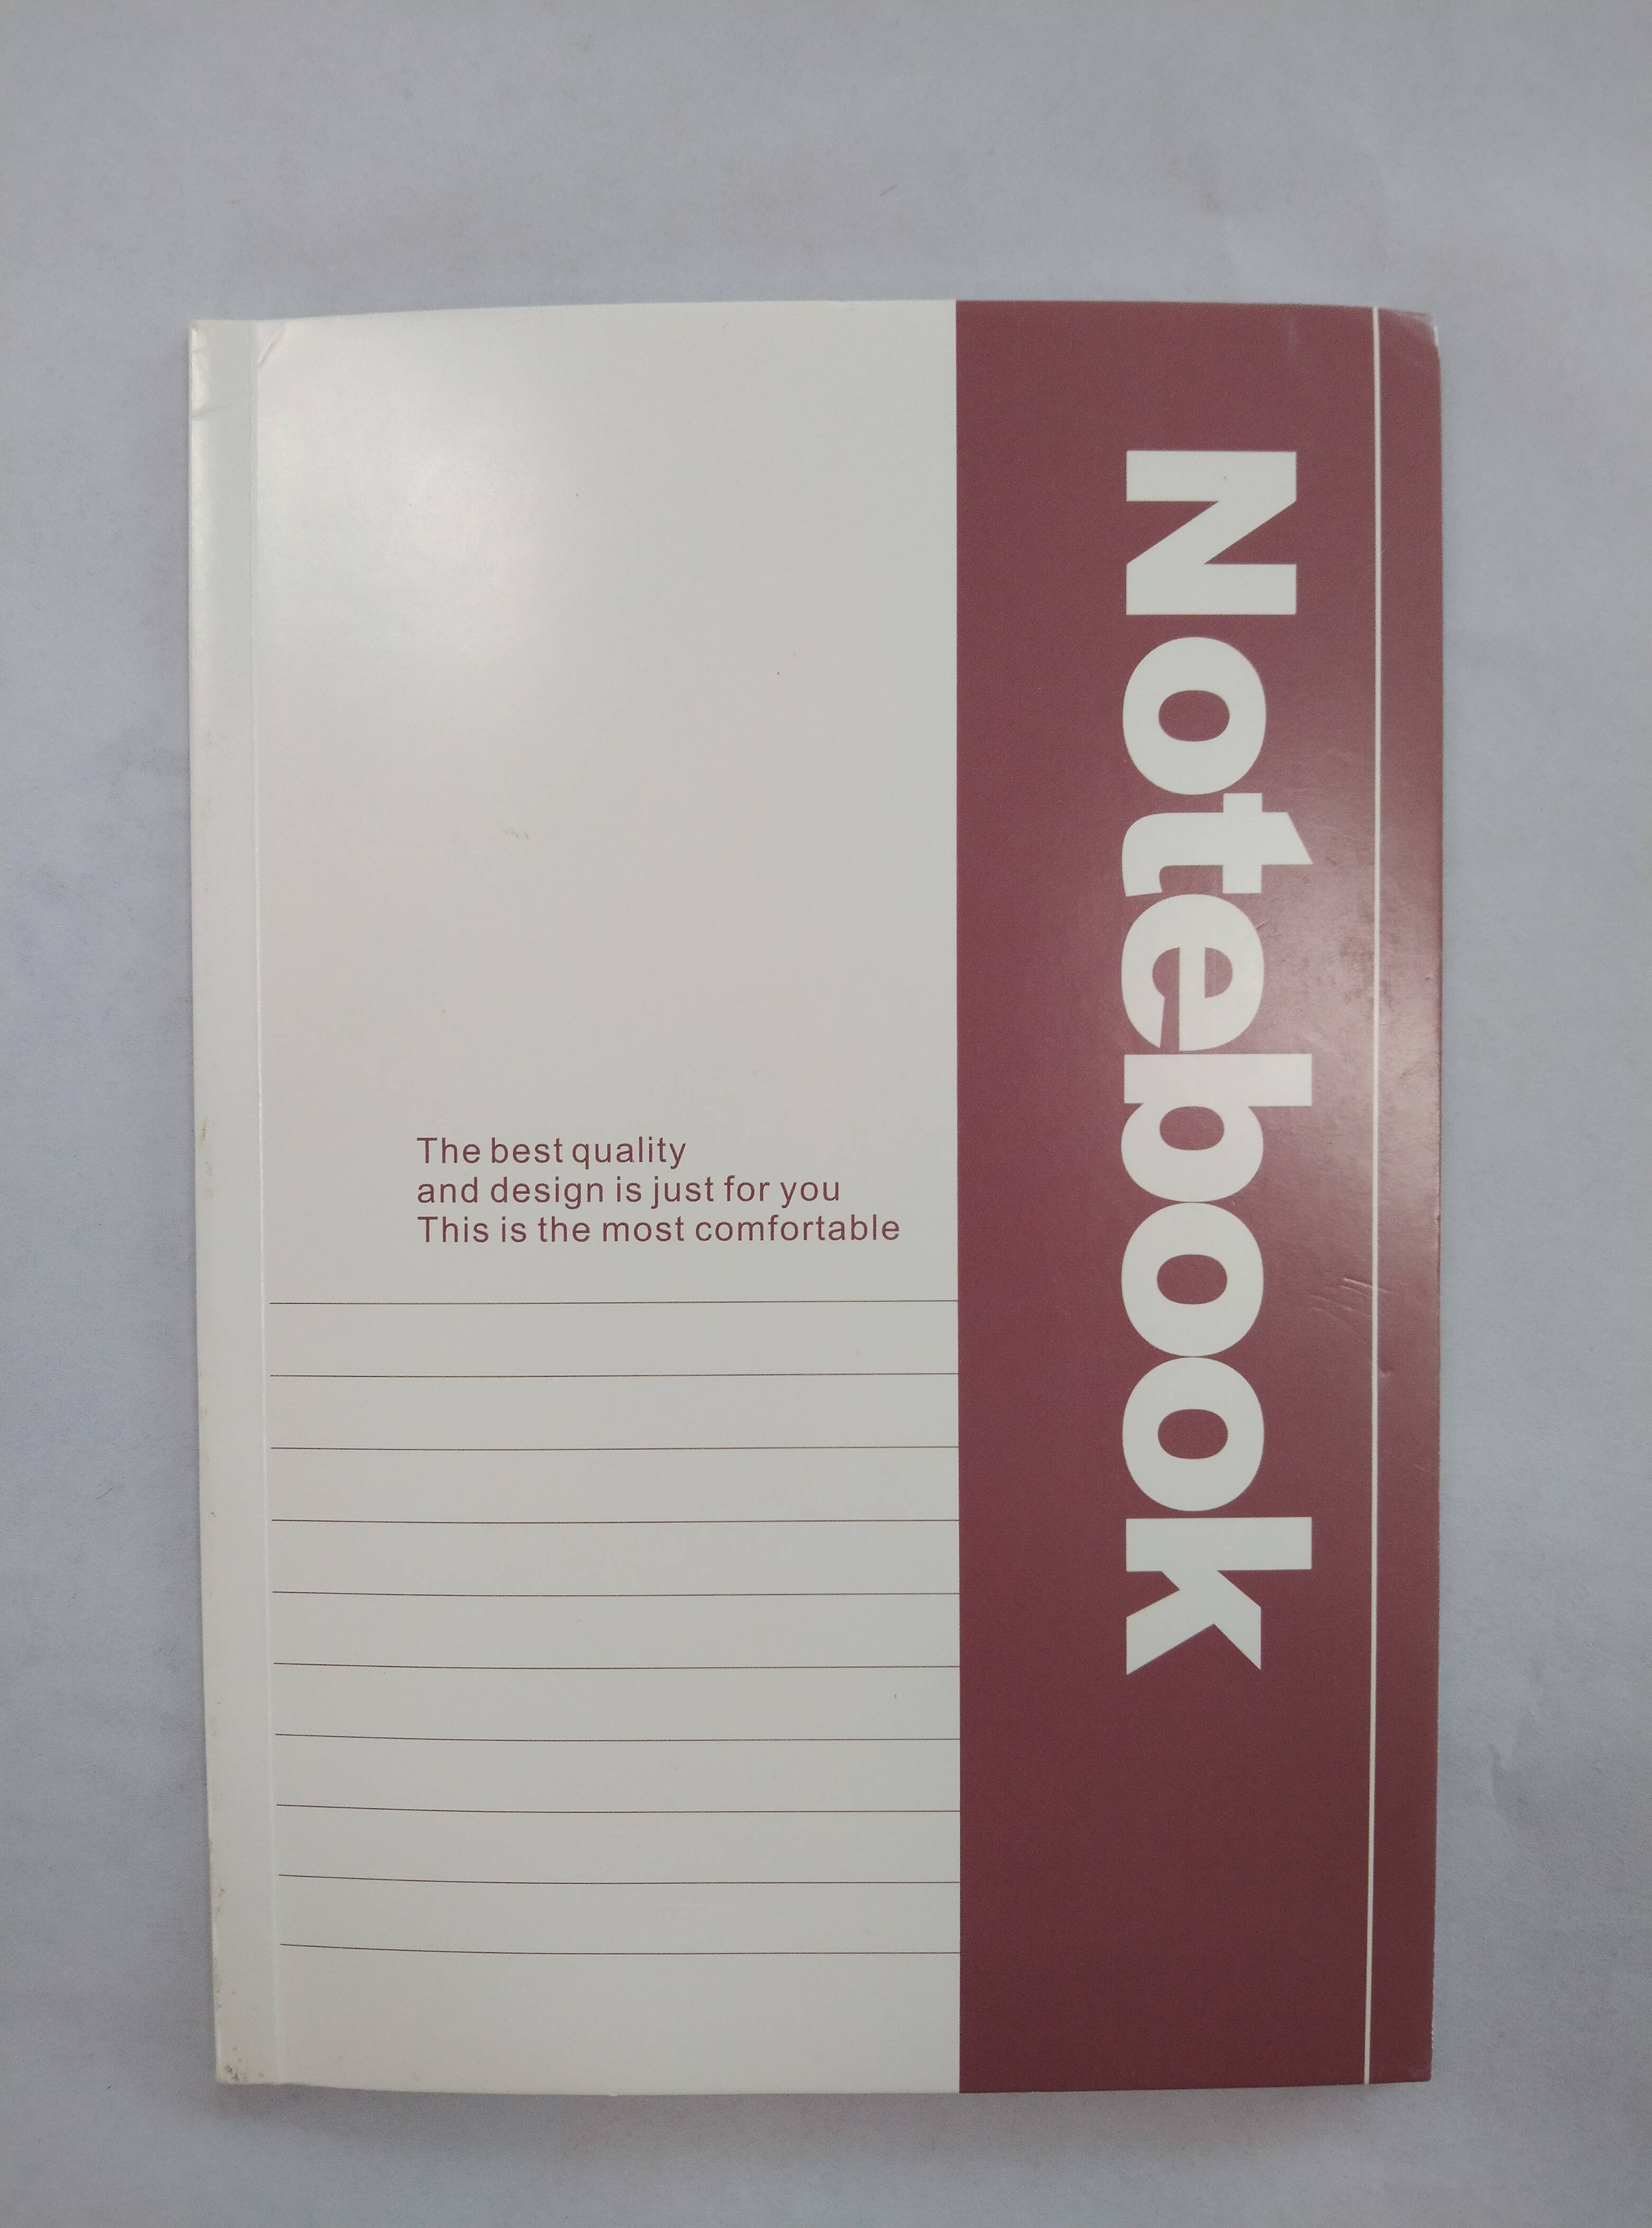 Notebook
The best quality
and design is just for you
This is the most comfortable